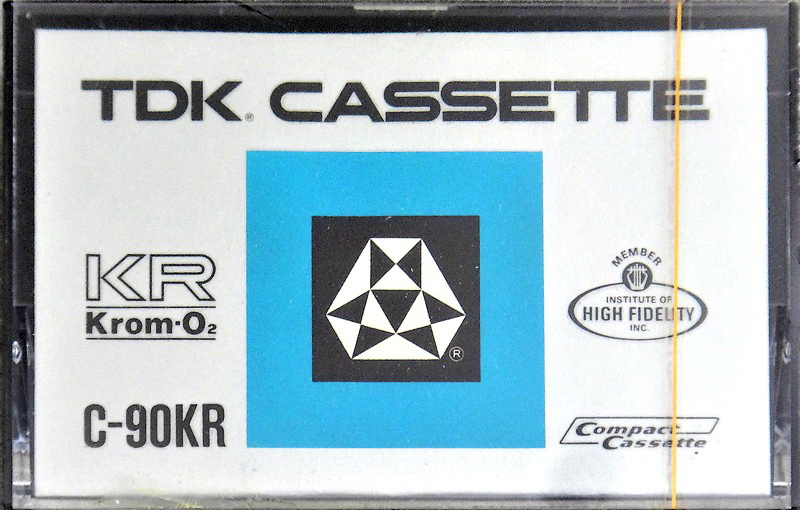 TDK® CASSETTE
KR
Krom·O₂
C-90KR
®
MEMBER
INSTITUTE OF
HIGH FIDELITY
INC.
Compact
Cassette